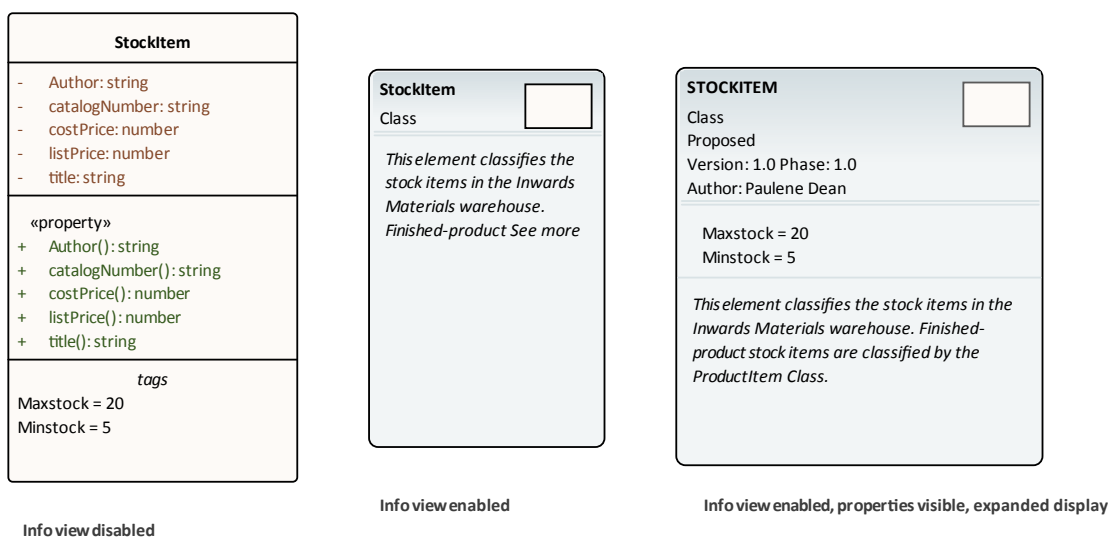 StockItem
- Author: string
- catalogNumber: string
- costPrice: number
- listPrice: number
- title: string
«property»
+ Author(): string
+ catalogNumber(): string
+ costPrice(): number
+ listPrice(): number
+ title(): string
tags
Maxstock = 20
Minstock = 5
Info view disabled
StockItem
Class
This element classifies the
stock items in the Inwards
Materials warehouse.
Finished-product See more
Info view enabled
STOCKITEM
Class
Proposed
Version: 1.0 Phase: 1.0
Author: Paulene Dean
Maxstock = 20
Minstock = 5
This element classifies the stock items in the
Inwards Materials warehouse. Finished-
product stock items are classified by the
ProductItem Class.
Info view enabled, properties visible, expanded display